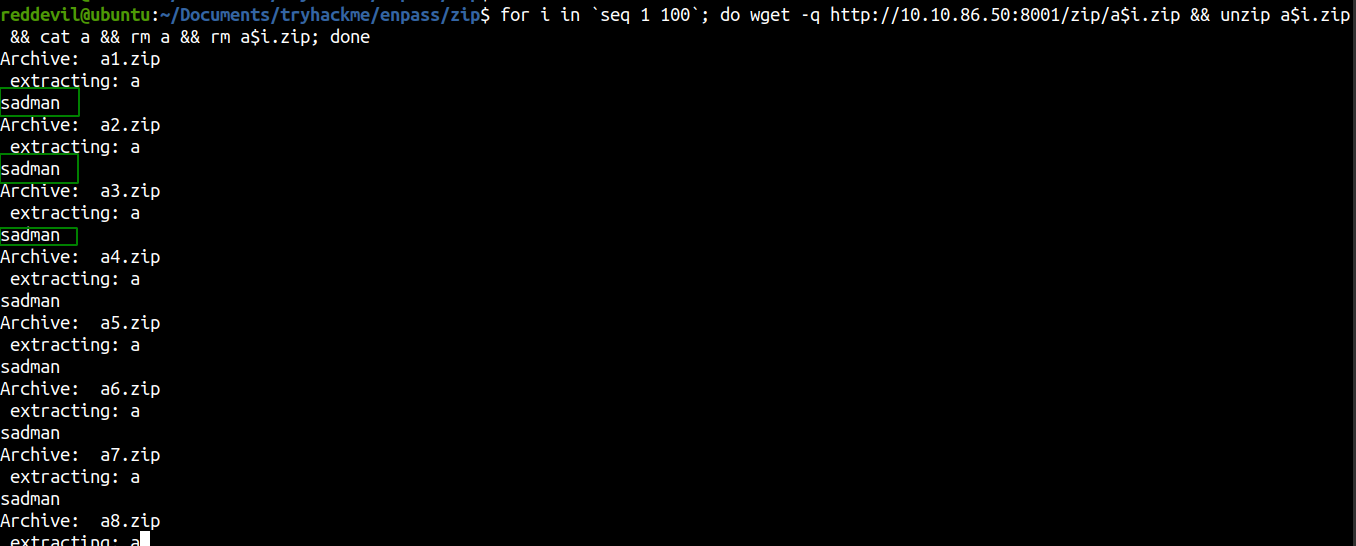 reddevil@ubuntu:~/Documents/tryhackme/enpass/zip$ for i in `seq 1 100`; do wget -q http://10.10.86.50:8001/zip/a$i.zip && unzip a$i.zip
&& cat a && rm a && rm a$i.zip; done
Archive:  a1.zip
 extracting: a
sadman
Archive:  a2.zip
 extracting: a
sadman
Archive:  a3.zip
 extracting: a
sadman
Archive:  a4.zip
 extracting: a
sadman
Archive:  a5.zip
 extracting: a
sadman
Archive:  a6.zip
 extracting: a
sadman
Archive:  a7.zip
 extracting: a
sadman
Archive:  a8.zip
 extracting: a